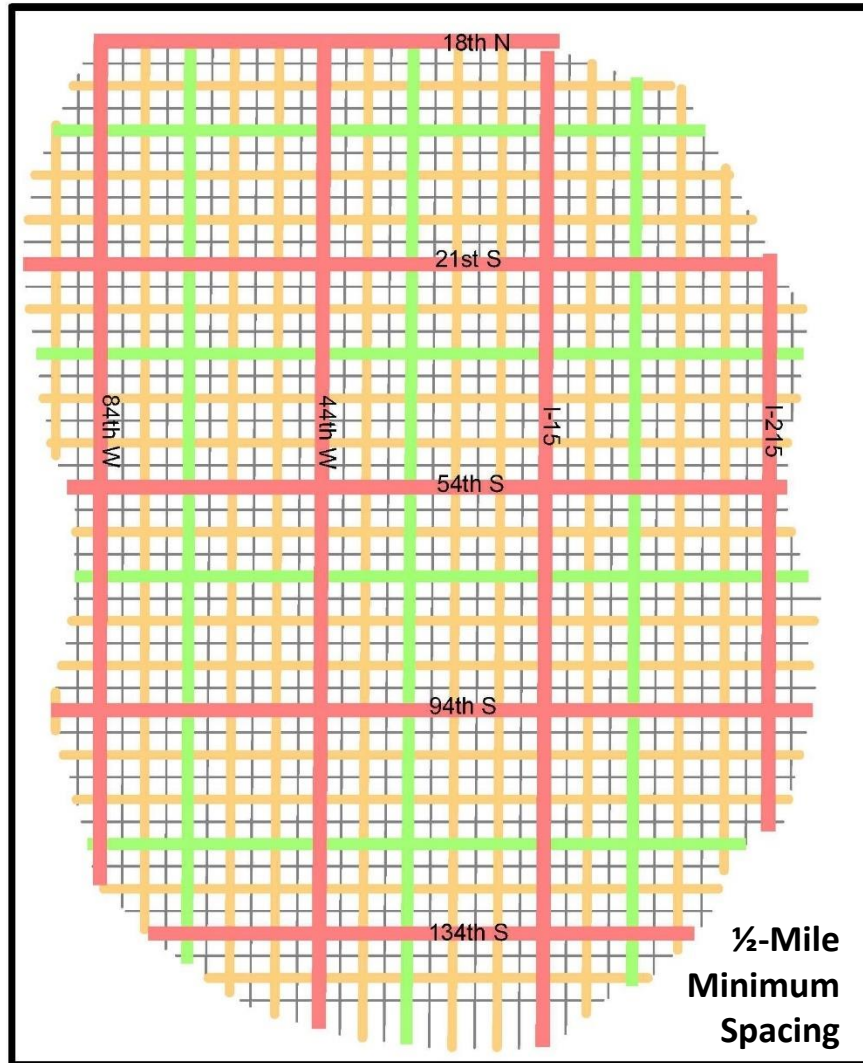 18th N
21st S
84th W
44th W
I-15
I-215
54th S
94th S
134th S
½-Mile
Minimum
Spacing